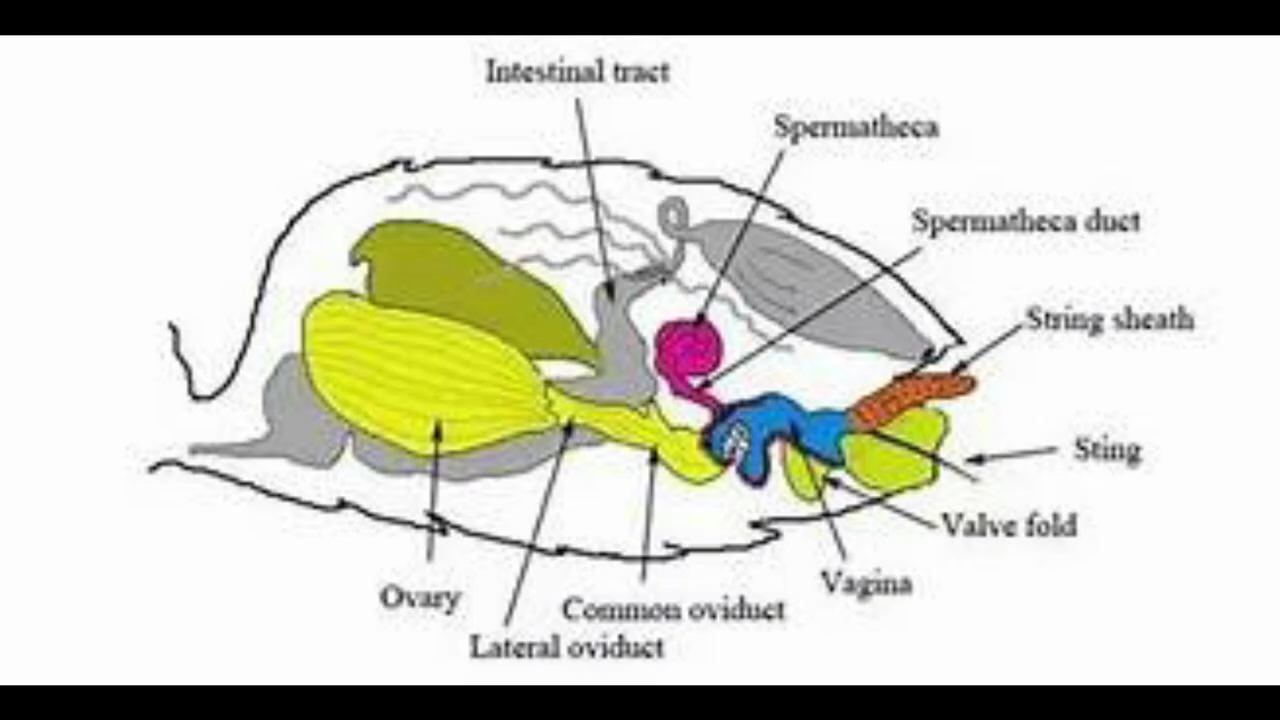 Intestinal tract
Spermatheca
Spermatheca duct
String sheath
Sting
Valve fold
Vagina
Ovary
Common oviduct
Lateral oviduct